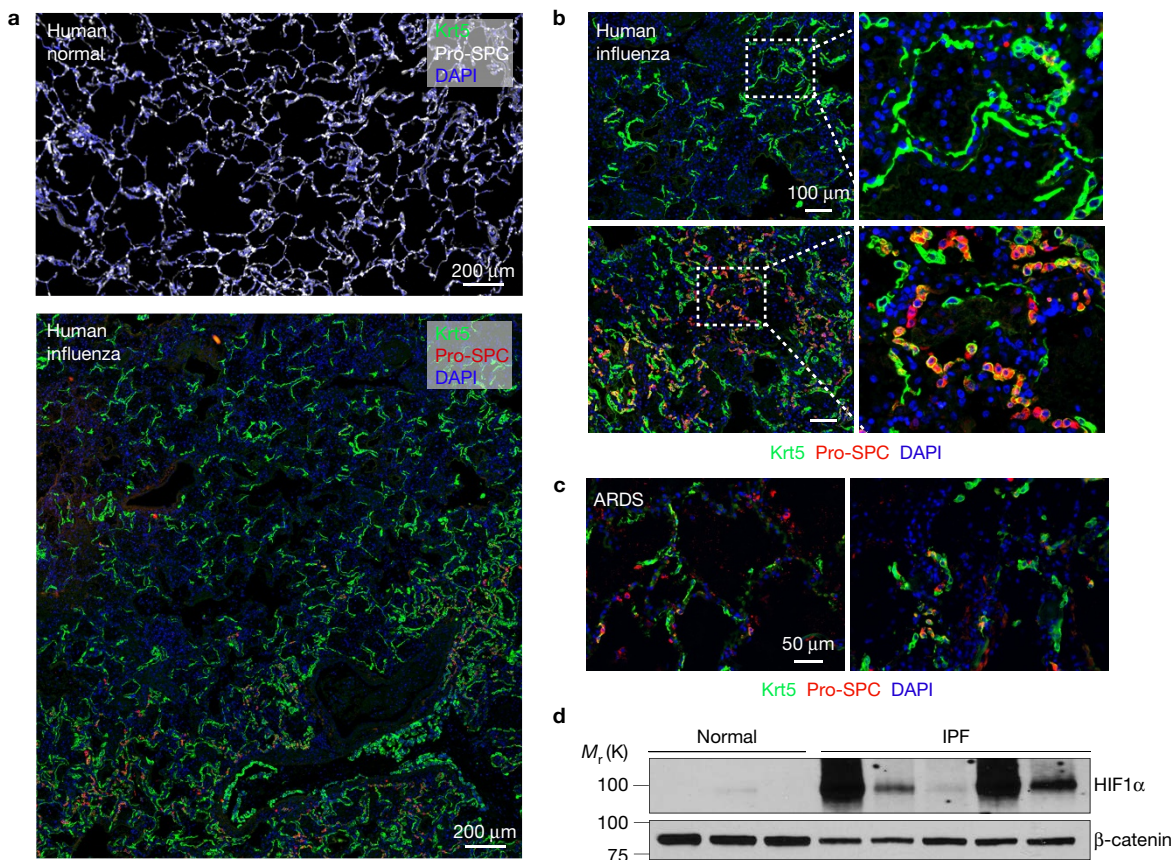 a
Human
normal
Krt5
Pro-SPC
DAPI
200 μm
Human
influenza
Krt5
Pro-SPC
DAPI
200 μm
b
Human
influenza
100 μm
Krt5 Pro-SPC DAPI
c
ARDS
50 μm
Krt5 Pro-SPC DAPI
d
Normal IPF
Mr (K)
100 HIF1α
100
β-catenin
75